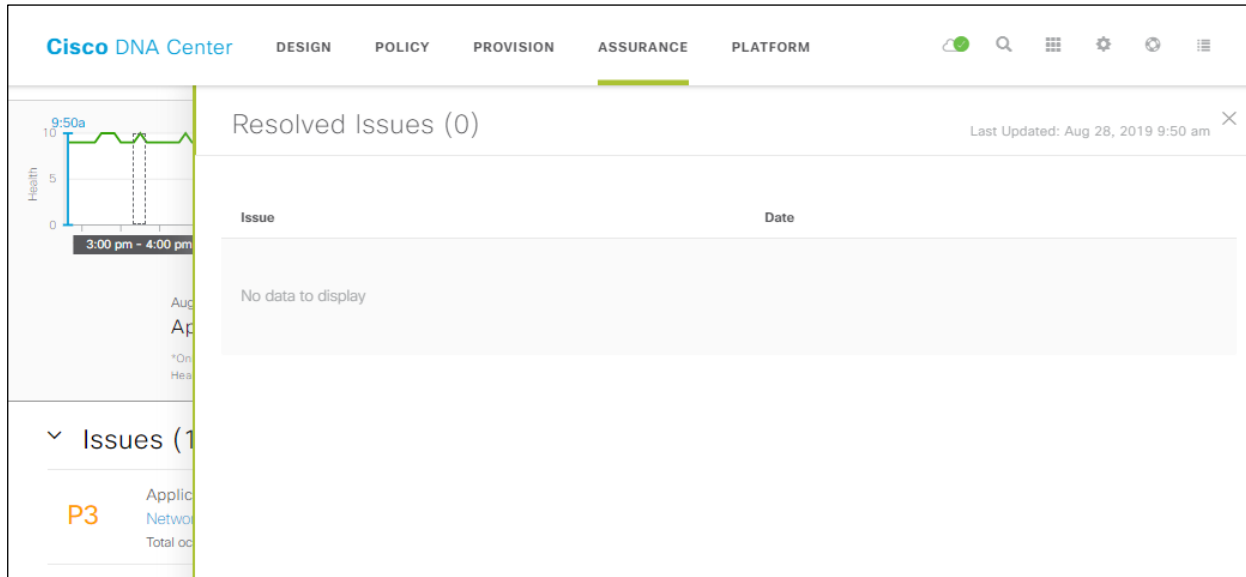 Cisco DNA Center DESIGN POLICY PROVISION ASSURANCE PLATFORM
9:50a
10
5
0
Health
3:00 pm - 4:00 pm
Aug
Ap
*On
Hea
Issues (1
P3
Applic
Networ
Total oc
Resolved Issues (0)
Last Updated: Aug 28, 2019 9:50 am
Issue Date
No data to display